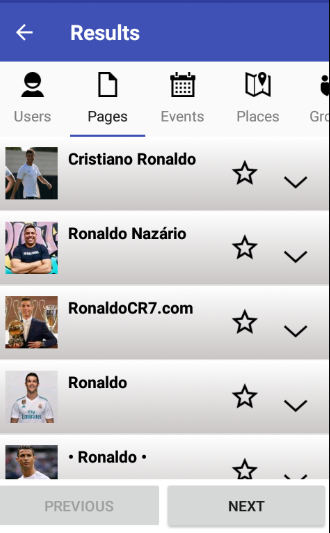 Results
Users Pages Events Places Gro
Cristiano Ronaldo
Ronaldo Nazário
RonaldoCR7.com
Ronaldo
• Ronaldo •
PREVIOUS NEXT